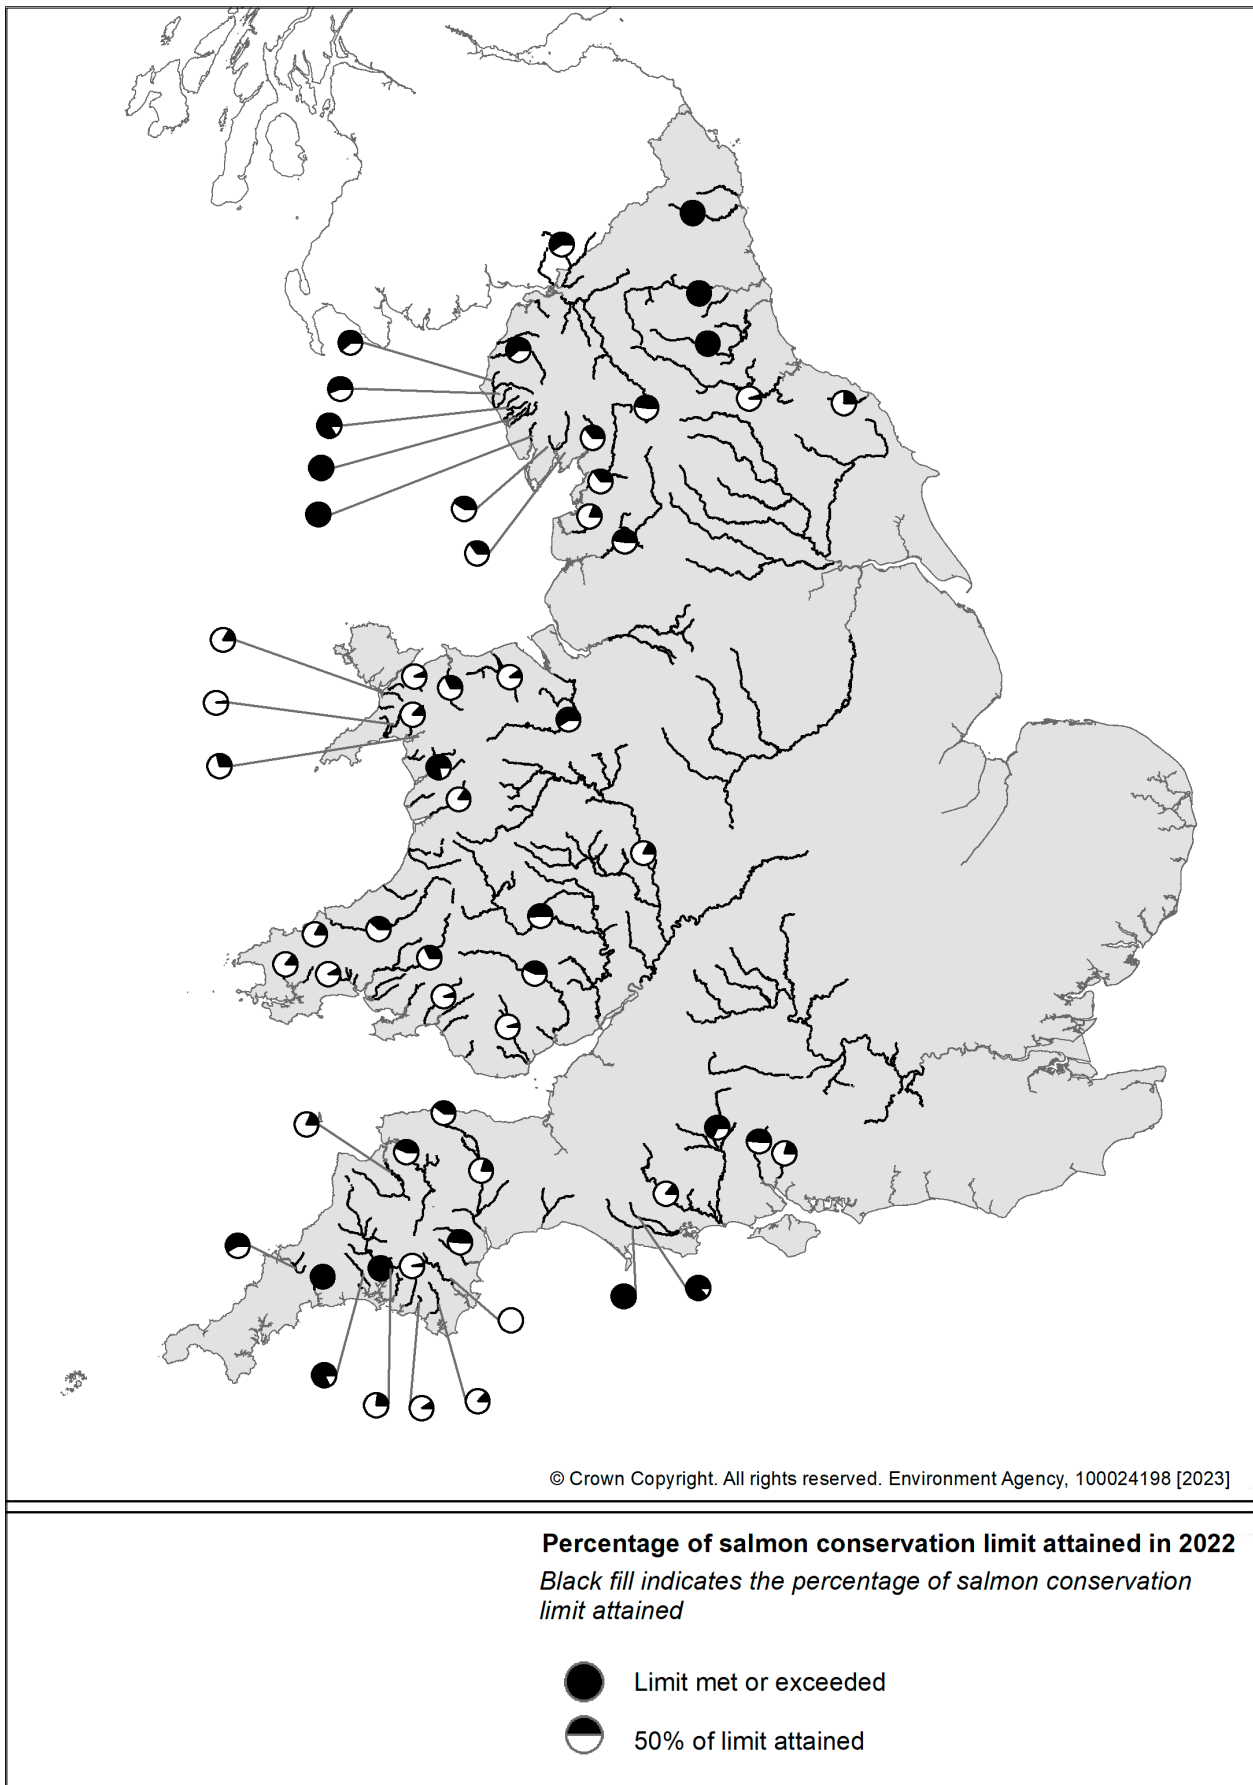 © Crown Copyright. All rights reserved. Environment Agency, 100024198 [2023]
Percentage of salmon conservation limit attained in 2022
Black fill indicates the percentage of salmon conservation
limit attained
Limit met or exceeded
50% of limit attained